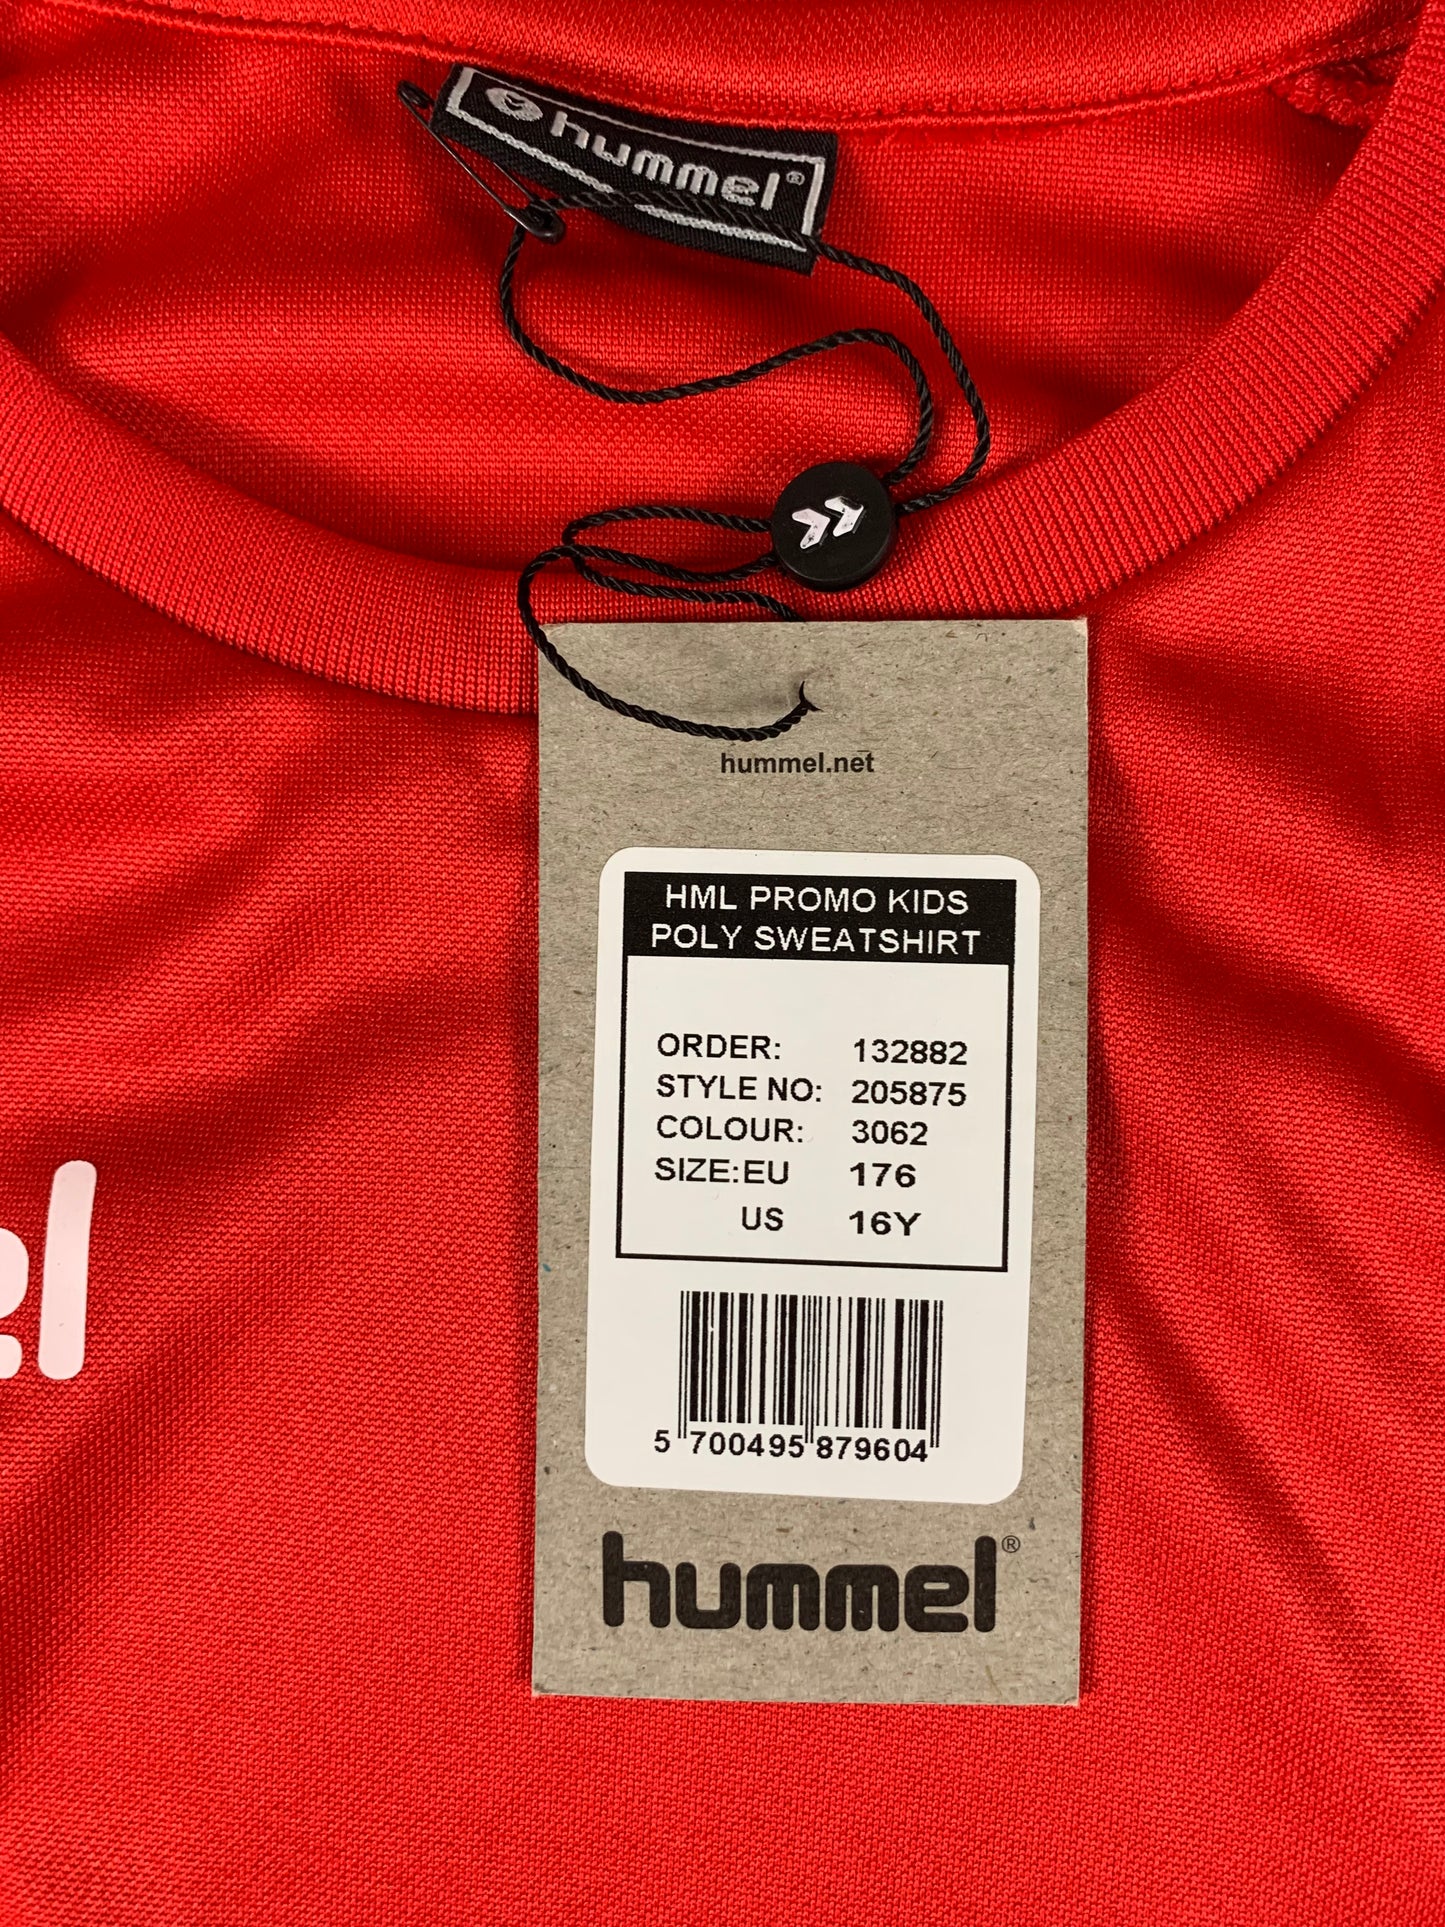 hummel®
hummel.net
HML PROMO KIDS
POLY SWEATSHIRT
ORDER: 132882
STYLE NO: 205875
COLOUR: 3062
SIZE:EU 176
US 16Y
5 700495 879604
el
hummel®